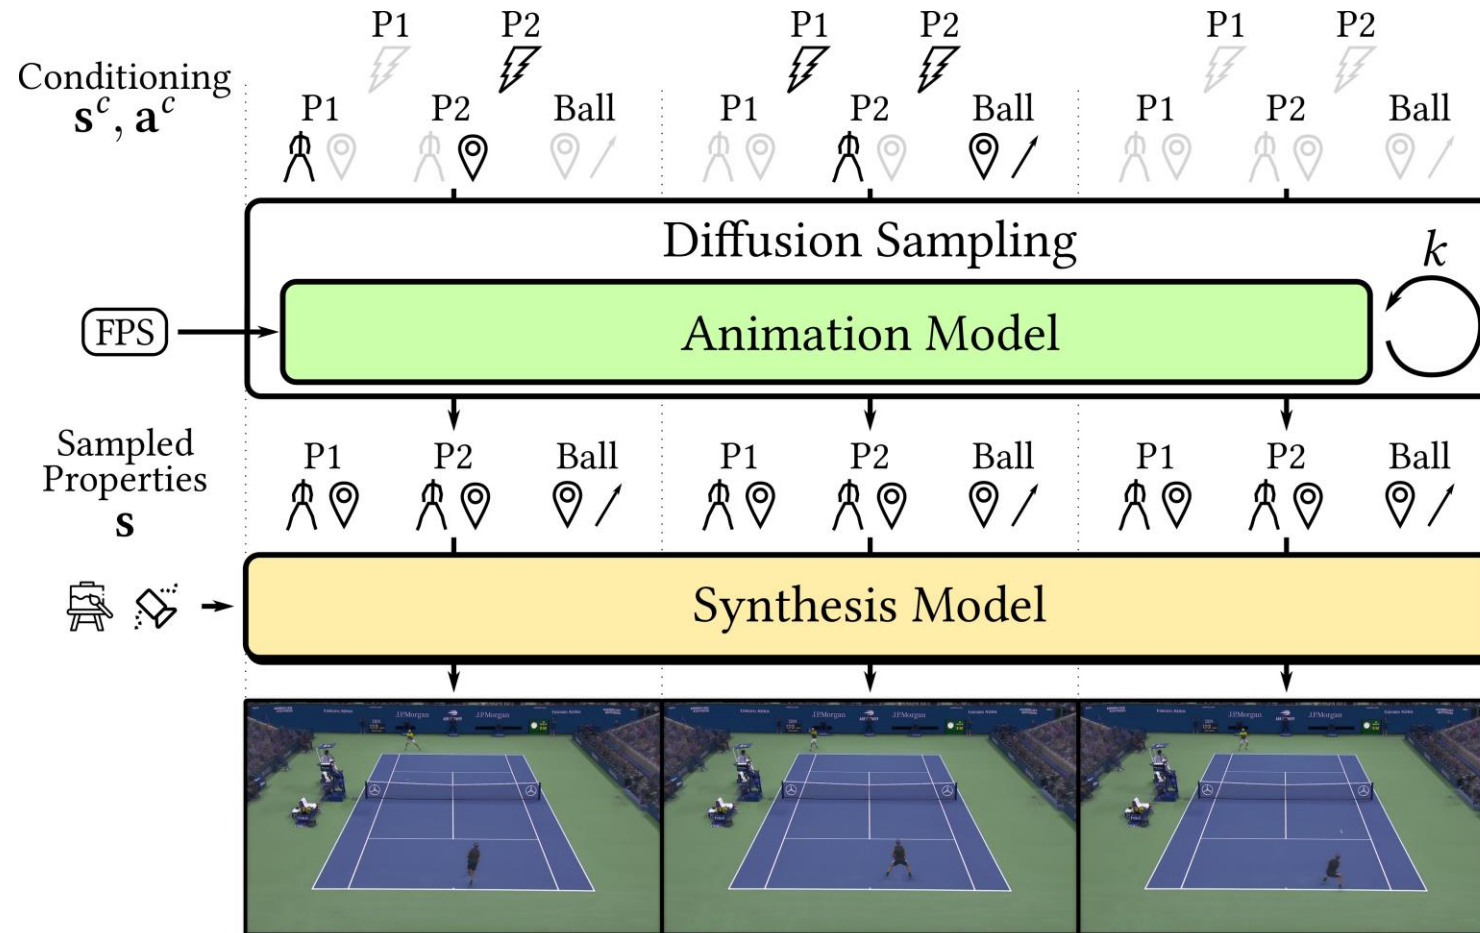 P1 P2 P1 P2 P1 P2
Conditioning
s^c, a^c
P1 P2 Ball P1 P2 Ball P1 P2 Ball
Diffusion Sampling
k
FPS
Animation Model
Sampled
Properties
s
P1 P2 Ball P1 P2 Ball P1 P2 Ball
Synthesis Model
J.P.Morgan J.P.Morgan J.P.Morgan J.P.Morgan J.P.Morgan J.P.Morgan